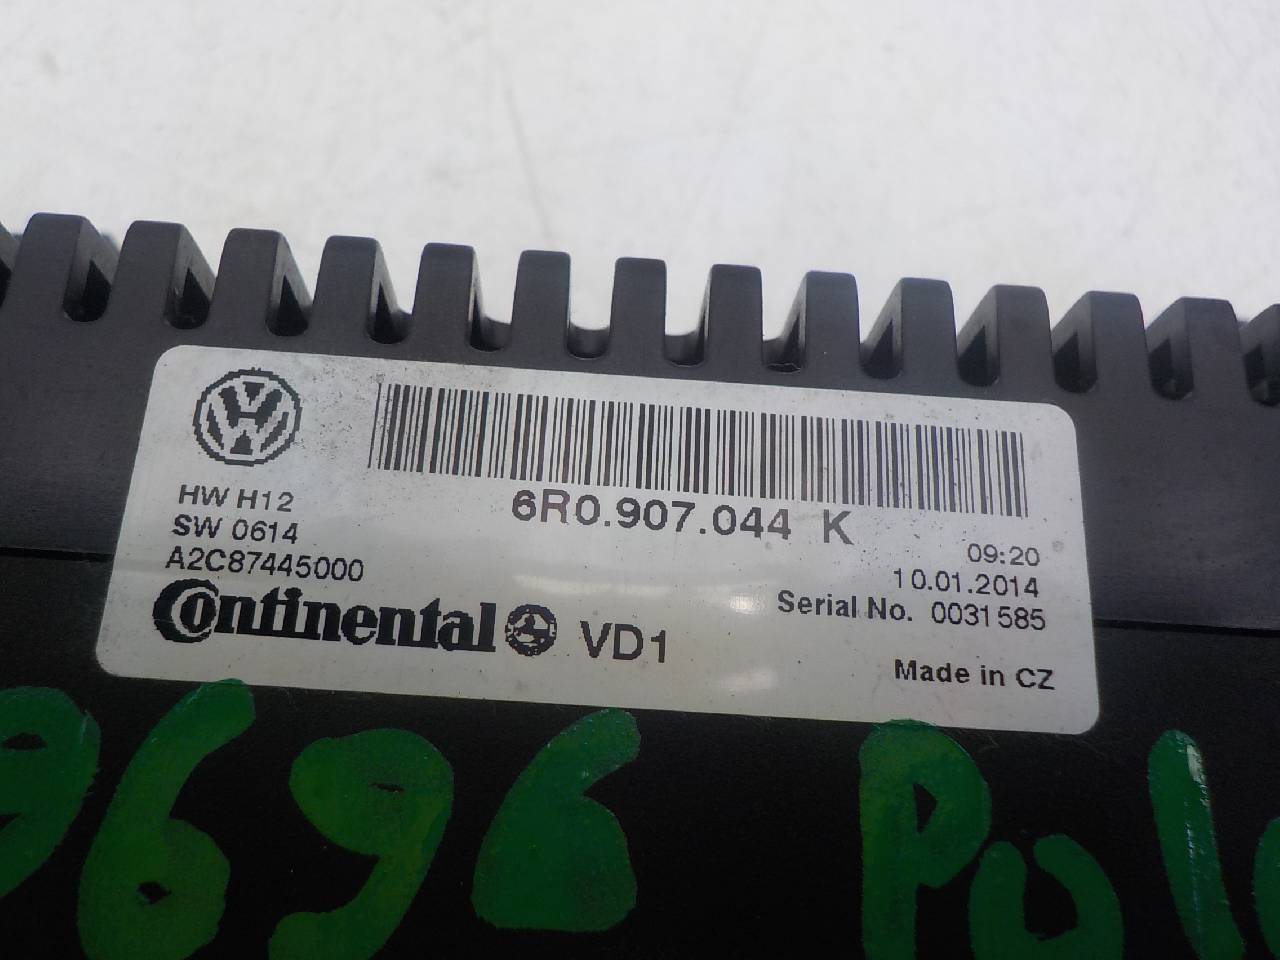 6R0.907.044 K
HW H12
SW 0614
A2C87445000
09:20
10.01.2014
Serial No. 0031585
Continental VD1
Made in CZ
9696